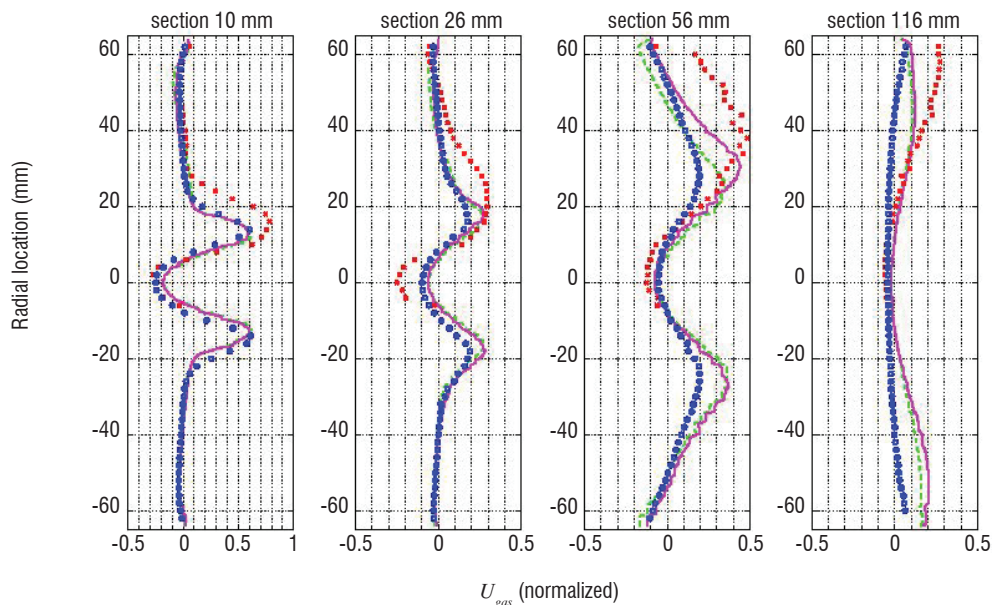 section 10 mm section 26 mm section 56 mm section 116 mm
60 60 60 60
40 40 40 40
20 20 20 20
0 0 0 0
-20 -20 -20 -20
-40 -40 -40 -40
-60 -60 -60 -60
-0.5 0 0.5 1 -0.5 0 0.5 -0.5 0 0.5 -0.5 0 0.5
Radial location (mm)
U_gas (normalized)